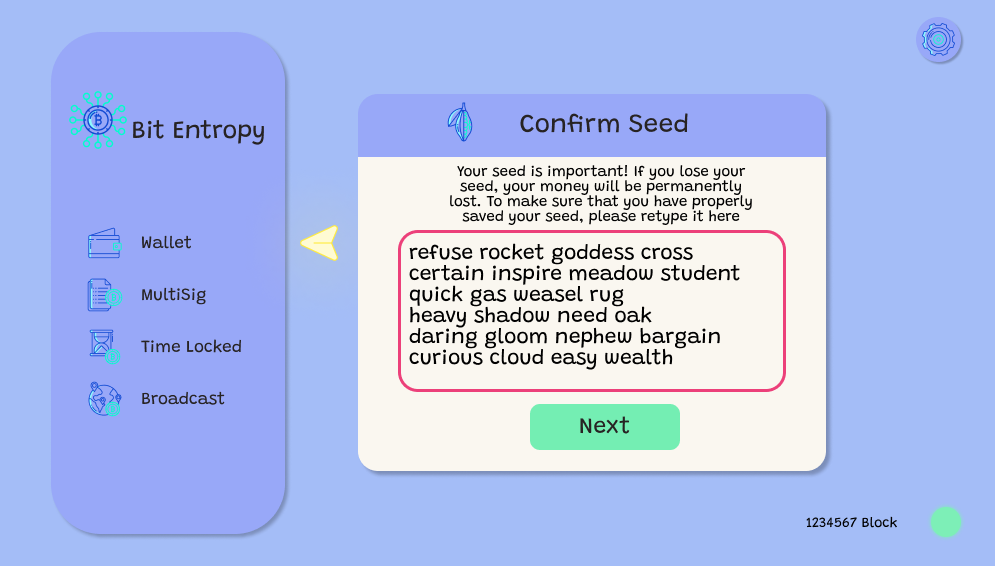 Bit Entropy
Wallet
MultiSig
Time Locked
Broadcast
Confirm Seed
Your seed is important! If you lose your
seed, your money will be permanently
lost. To make sure that you have properly
saved your seed, please retype it here
refuse rocket goddess cross
certain inspire meadow student
quick gas weasel rug
heavy shadow need oak
daring gloom nephew bargain
curious cloud easy wealth
Next
1234567 Block